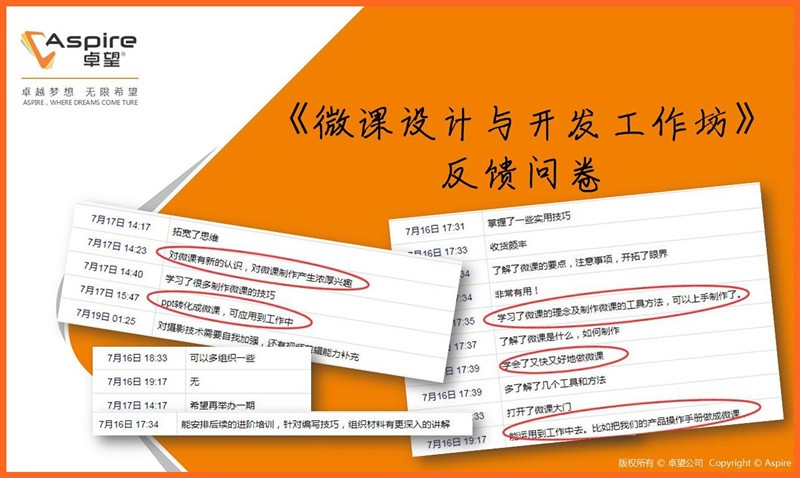 Aspire
卓望®
卓越梦想 无限希望
ASPIRE , WHERE DREAMS COME TURE
《微课设计与开发工作坊》
反馈问卷
7月17日 14:17 拓宽了思维
7月17日 14:23 对微课有新的认识，对微课制作产生浓厚兴趣
7月17日 14:40 学习了很多制作微课的技巧
7月17日 15:47 ppt转化成微课，可应用到工作中
7月19日 01:25 对摄影技术需要自我加强，还有视频剪辑能力补充
7月16日 18:33 可以多组织一些
7月16日 19:17 无
7月17日 14:17 希望再举办一期
7月16日 17:34 能安排后续的进阶培训，针对编写技巧，组织材料有更深入的讲解
7月16日 17:31 掌握了一些实用技巧
7月16日 17:33 收货颇丰
17:34 了解了微课的要点，注意事项，开拓了眼界
17:34 非常有用！
17:35 学习了微课的理念及制作微课的工具方法，可以上手制作了。
17:37 了解了微课是什么，如何制作
17:39 学会了又快又好地做微课
17:39 多了解了几个工具和方法
17:40 打开了微课大门
7月16日 19:17 能运用到工作中去。比如把我们的产品操作手册做成微课
版权所有 © 卓望公司 Copyright © Aspire